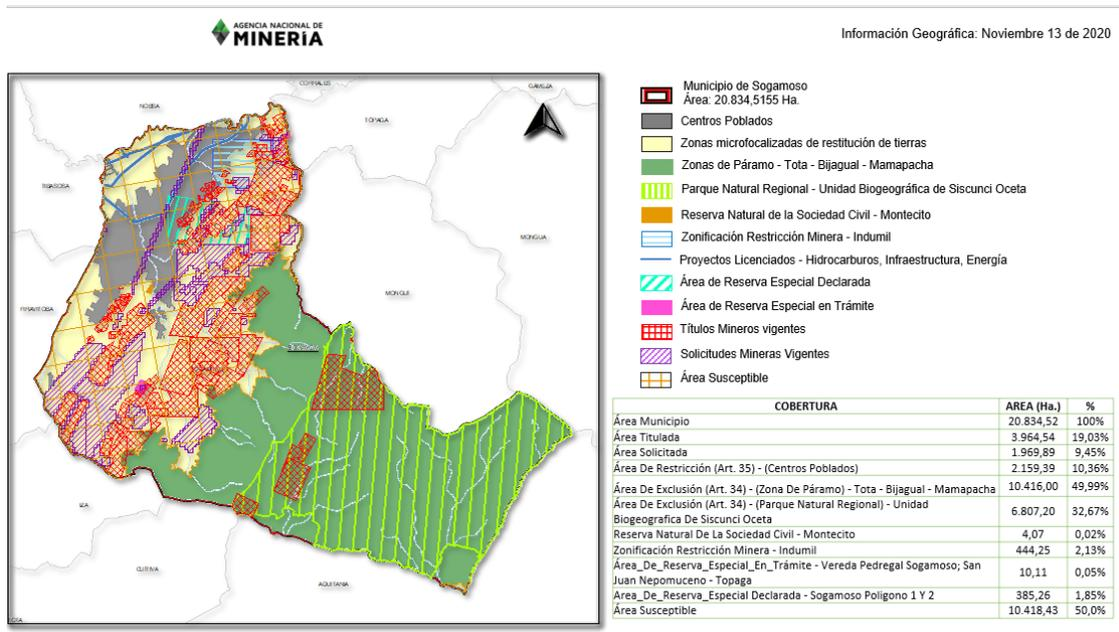 AGENCIA NACIONAL DE
MINERÍA
Información Geográfica: Noviembre 13 de 2020
NOBSA
CORRALES
GAMEZA
TOPAGA
TIBASOSA
MONGUA
MONGUI
FIRAVITOBA
IZA
CUITIVA
AQUITANIA
TOTA
Municipio de Sogamoso
Área: 20.834,5155 Ha.
Centros Poblados
Zonas microfocalizadas de restitución de tierras
Zonas de Páramo - Tota - Bijagual - Mamapacha
Parque Natural Regional - Unidad Biogeográfica de Siscunci Oceta
Reserva Natural de la Sociedad Civil - Montecito
Zonificación Restricción Minera - Indumil
Proyectos Licenciados - Hidrocarburos, Infraestructura, Energía
Área de Reserva Especial Declarada
Área de Reserva Especial en Trámite
Títulos Mineros vigentes
Solicitudes Mineras Vigentes
Área Susceptible
COBERTURA AREA (Ha.) %
Área Municipio 20.834,52 100%
Área Titulada 3.964,54 19,03%
Área Solicitada 1.969,89 9,45%
Área De Restricción (Art. 35) - (Centros Poblados) 2.159,39 10,36%
Área De Exclusión (Art. 34) - (Zona De Páramo) - Tota - Bijagual - Mamapacha 10.416,00 49,99%
Área De Exclusión (Art. 34) - (Parque Natural Regional) - Unidad
Biogeografica De Siscunci Oceta 6.807,20 32,67%
Reserva Natural De La Sociedad Civil - Montecito 4,07 0,02%
Zonificación Restricción Minera - Indumil 444,25 2,13%
Área_De_Reserva_Especial_En_Trámite - Vereda Pedregal Sogamoso; San
Juan Nepomuceno - Topaga 10,11 0,05%
Area_De_Reserva_Especial Declarada - Sogamoso Poligono 1 Y 2 385,26 1,85%
Área Susceptible 10.418,43 50,0%